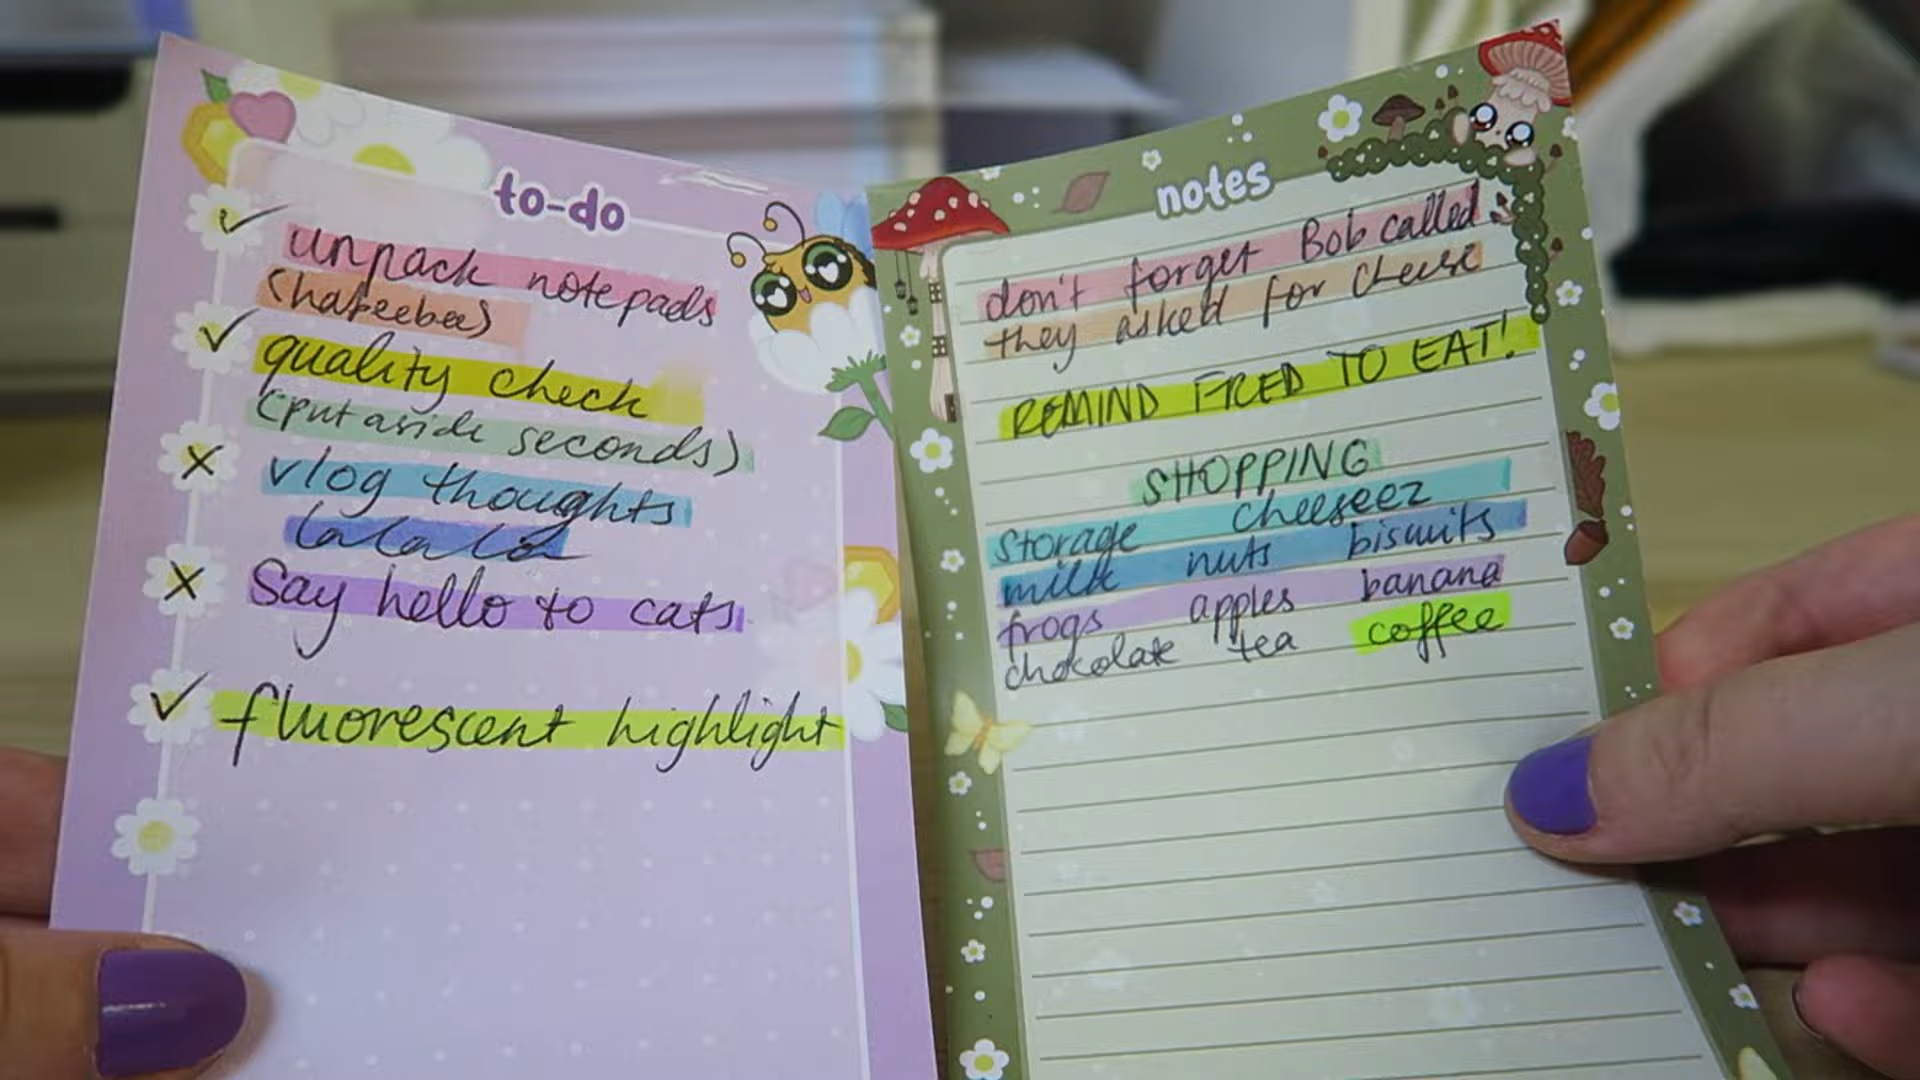 to-do
unpack notepads
quality check
(put aside seconds)
vlog thoughts
lalala
Say hello to cats
fluorescent highlight
notes
don't forget Bob called
they asked for cheese
REMIND FRED TO EAT!
SHOPPING
storage cheeseez
milk nuts biscuits
frogs apples banana
chocolate tea coffee